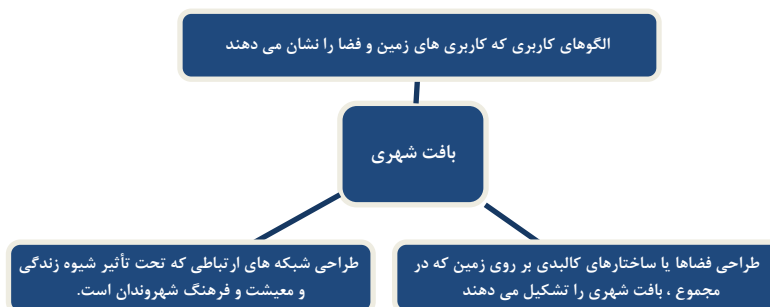 الگوهای کاربری که کاربری های زمین و فضا را نشان می دهند
بافت شهری
طراحی فضاها یا ساختارهای کالبدی بر روی زمین که در
مجموع ، بافت شهری را تشکیل می دهند
طراحی شبکه های ارتباطی که تحت تأثیر شیوه زندگی
و معیشت و فرهنگ شهروندان است.